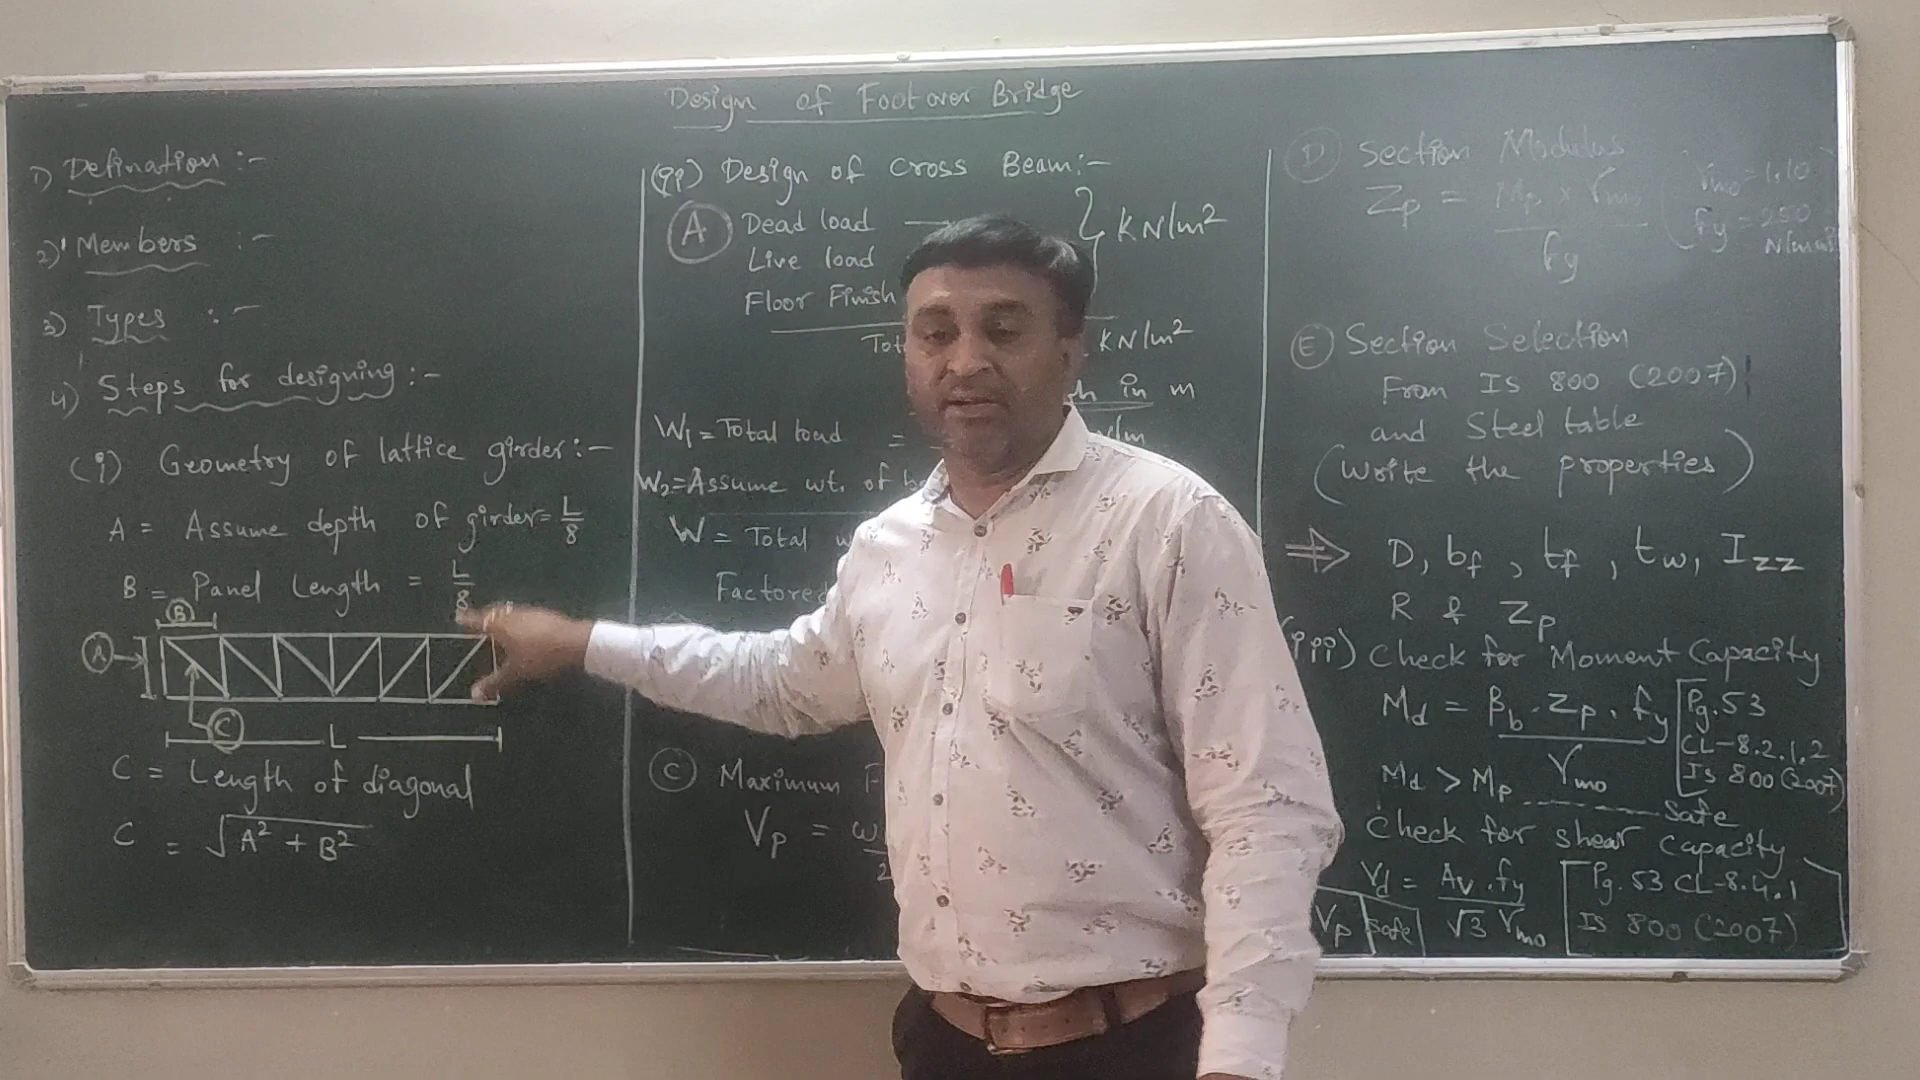 Design of Footover Bridge
1) Defination :-
2) Members :-
3) Types :-
4) Steps for designing :-
(i) Geometry of lattice girder :-
A = Assume depth of girder = L/8
B = Panel Length = L/8
B
A
C
L
C = Length of diagonal
C = √A² + B²
(ii) Design of Cross Beam :-
A Dead load
Live load } KN/m²
Floor Finish
KN/m²
in m
W₁ = Total load =
W₂ = Assume wt. of
W = Total
Factored
C Maximum
Vp =
2
D Section Modulus
Zp = Mp x γmo / fy
γmo = 1.10
fy = 250
N/mm²
E Section Selection
From Is 800 (2007)
and Steel table
(Write the properties)
⇒ D, bf, tf, tw, Izz
R & Zp
(iii) Check for Moment Capacity
Md = βb . Zp . fy / γmo [Pg. 53
CL-8.2.1.2
Is 800 (2007)
Md > Mp ------ Safe
Check for shear Capacity
Vd = Av . fy / √3 γmo [Pg. 53 CL-8.4.1
Is 800 (2007)
Vp safe